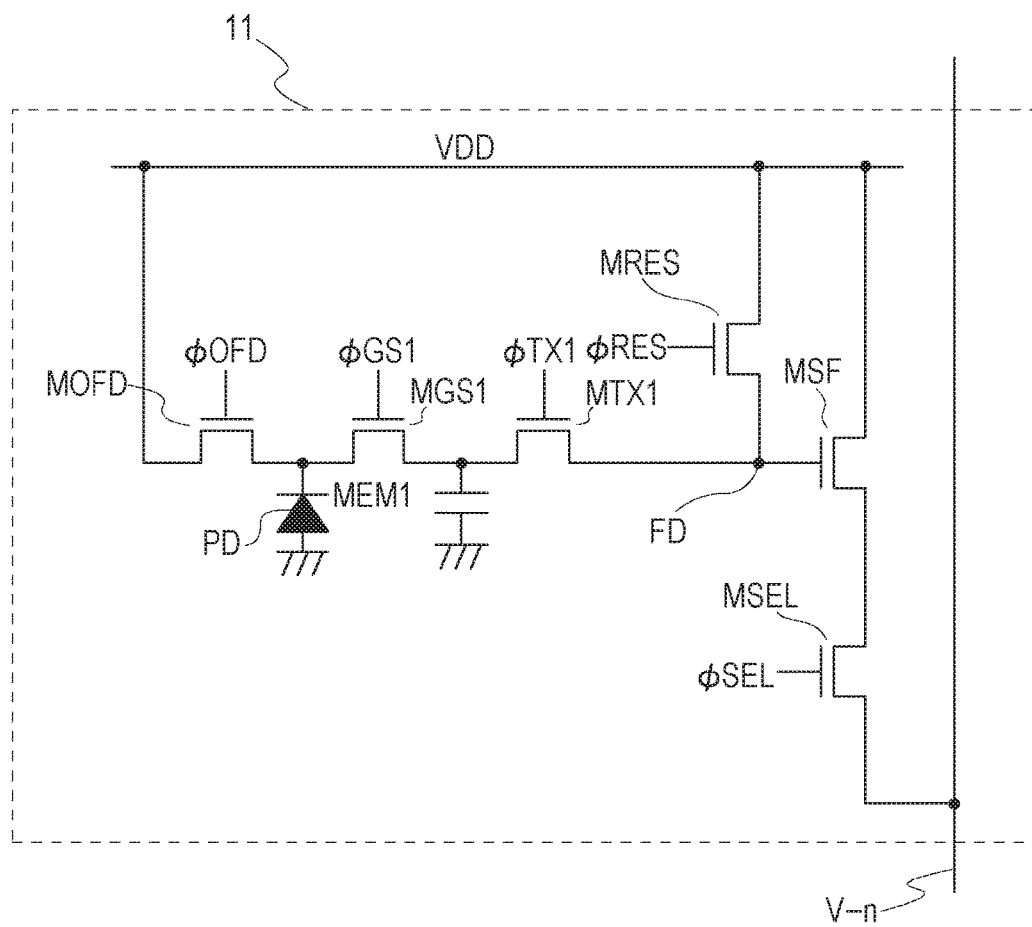 11
VDD
MRES
ϕOFD
ϕGS1
ϕTX1
ϕRES
MSF
MOFD
MGS1
MTX1
MEM1
PD
FD
MSEL
ϕSEL
V-n